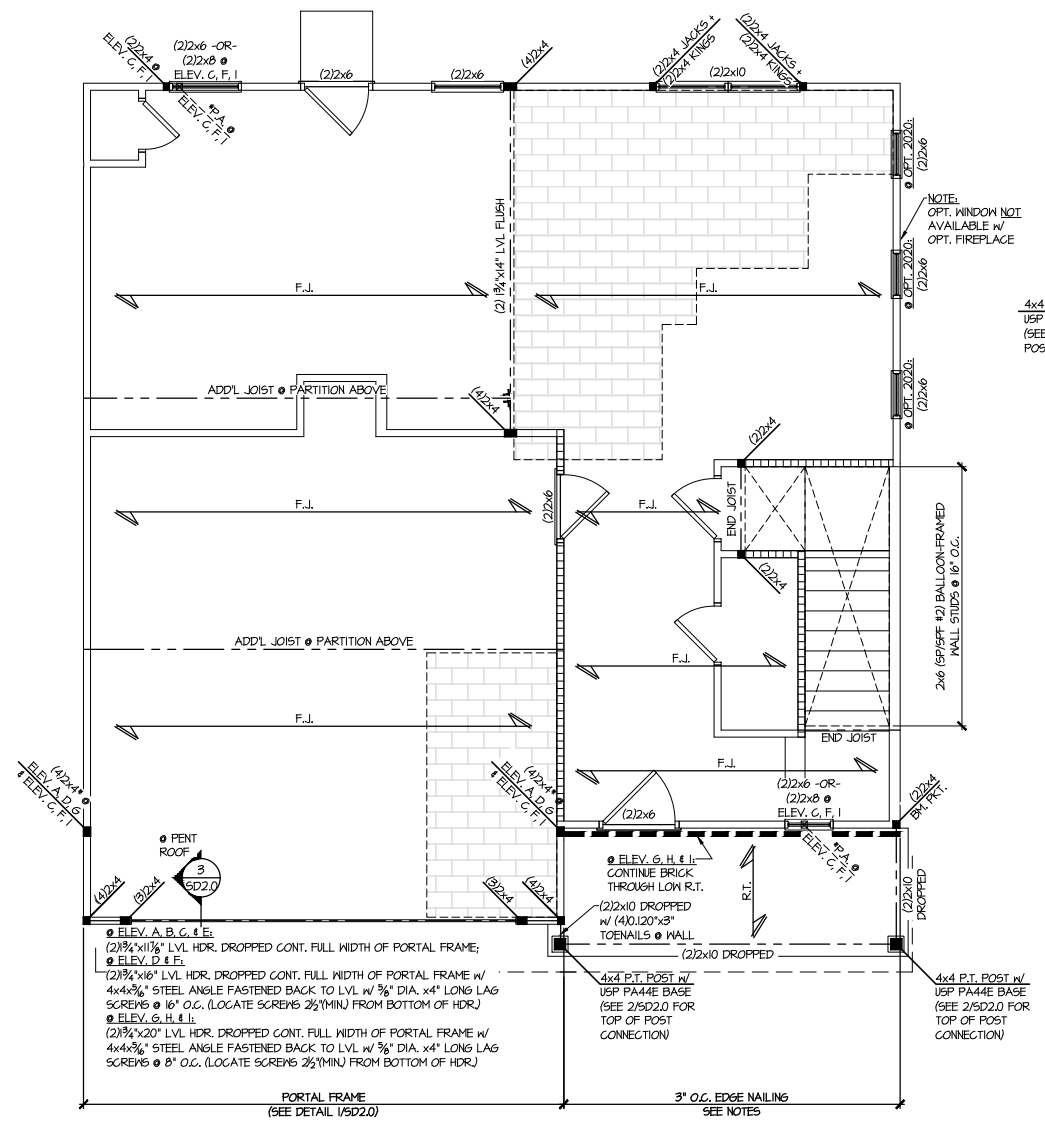 (2)2x4 @
ELEV. C, F, I
(2)2x6 -OR-
(2)2x8 @
ELEV. C, F, I
(2)2x6
(2)2x6
(4)2x4
(2)2x4 JACKS +
(2)2x4 KINGS
(2)2x10
(2)2x4 JACKS +
(2)2x4 KINGS
"P.A. @
ELEV. C, F, I
@ OPT. 2020:
(2)2x6
NOTE:
OPT. WINDOW NOT
AVAILABLE W/
OPT. FIREPLACE
(2) 1¾"x14" LVL FLUSH
@ OPT. 2020:
(2)2x6
F.J.
F.J.
4x4
USP
(SEE
POS
@ OPT. 2020:
(2)2x6
ADD'L JOIST @ PARTITION ABOVE
(4)2x4
(2)2x4
F.J.
(2)2x6
F.J.
END JOIST
(2)2x4
2x6 (SP/SPF #2) BALLOON-FRAMED
WALL STUDS @ 16" O.C.
ADD'L JOIST @ PARTITION ABOVE
F.J.
F.J.
END JOIST
F.J.
(4)2x4" @
ELEV. A, D, G
& ELEV. C, F, I
(4)2x4" @
ELEV. A, D, G
& ELEV. C, F, I
(2)2x6 -OR-
(2)2x8 @
ELEV. C, F, I
(2)2x4
BM. PKT.
(2)2x6
@ PENT
ROOF
3
SD2.0
"P.A. @
ELEV. C, F, I
@ ELEV. G, H, & I:
CONTINUE BRICK
THROUGH LOW R.T.
R.T.
(2)2x10
DROPPED
(4)2x4
(3)2x4
(3)2x4
(4)2x4
(2)2x10 DROPPED
W/ (4)0.120"x3"
TOENAILS @ WALL
(2)2x10 DROPPED
@ ELEV. A, B, C, & E:
(2)1¾"x11⅞" LVL HDR. DROPPED CONT. FULL WIDTH OF PORTAL FRAME;
@ ELEV. D & F:
(2)1¾"x16" LVL HDR. DROPPED CONT. FULL WIDTH OF PORTAL FRAME W/
4x4x5/16" STEEL ANGLE FASTENED BACK TO LVL W/ ⅝" DIA. x4" LONG LAG
SCREWS @ 16" O.C. (LOCATE SCREWS 2½"(MIN.) FROM BOTTOM OF HDR.)
@ ELEV. G, H, & I:
(2)1¾"x20" LVL HDR. DROPPED CONT. FULL WIDTH OF PORTAL FRAME W/
4x4x5/16" STEEL ANGLE FASTENED BACK TO LVL W/ ⅝" DIA. x4" LONG LAG
SCREWS @ 8" O.C. (LOCATE SCREWS 2½"(MIN.) FROM BOTTOM OF HDR.)
4x4 P.T. POST W/
USP PA44E BASE
(SEE 2/SD2.0 FOR
TOP OF POST
CONNECTION)
4x4 P.T. POST W/
USP PA44E BASE
(SEE 2/SD2.0 FOR
TOP OF POST
CONNECTION)
PORTAL FRAME
(SEE DETAIL 1/SD2.0)
3" O.C. EDGE NAILING
SEE NOTES